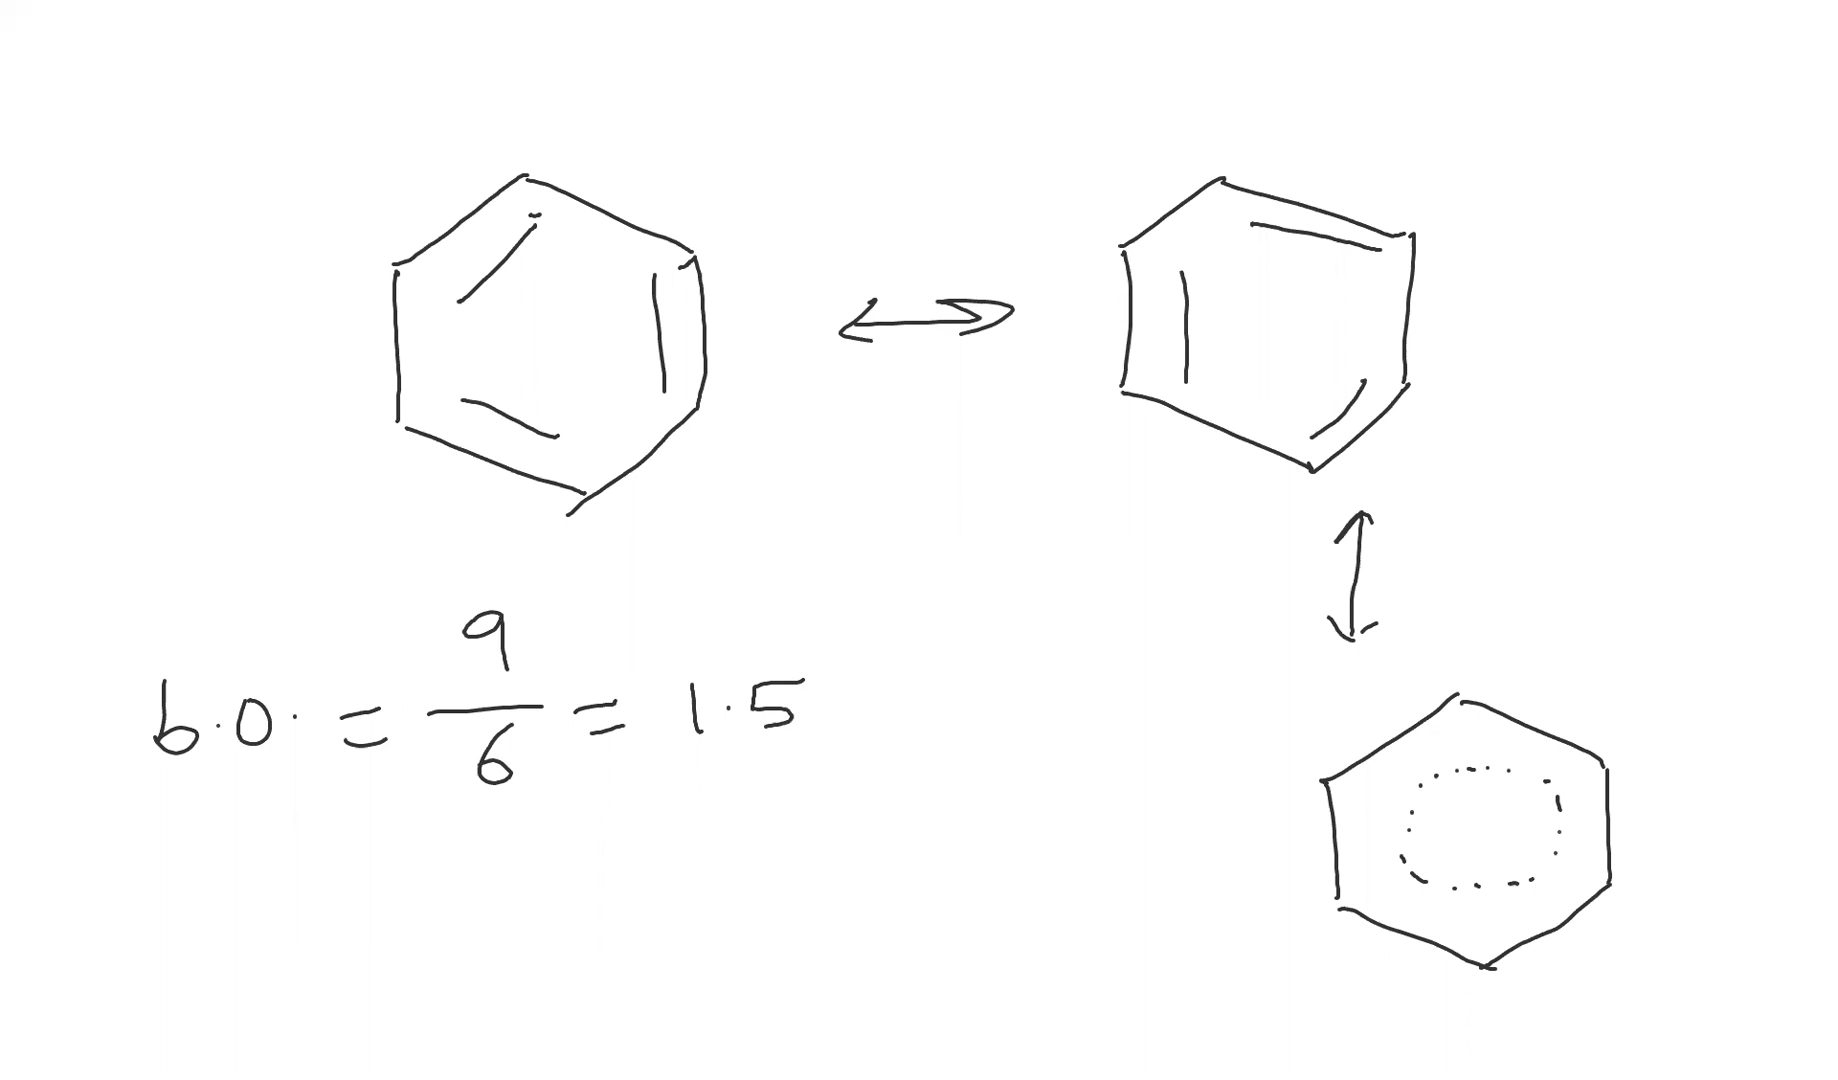 b.O. = 9/6 = 1.5